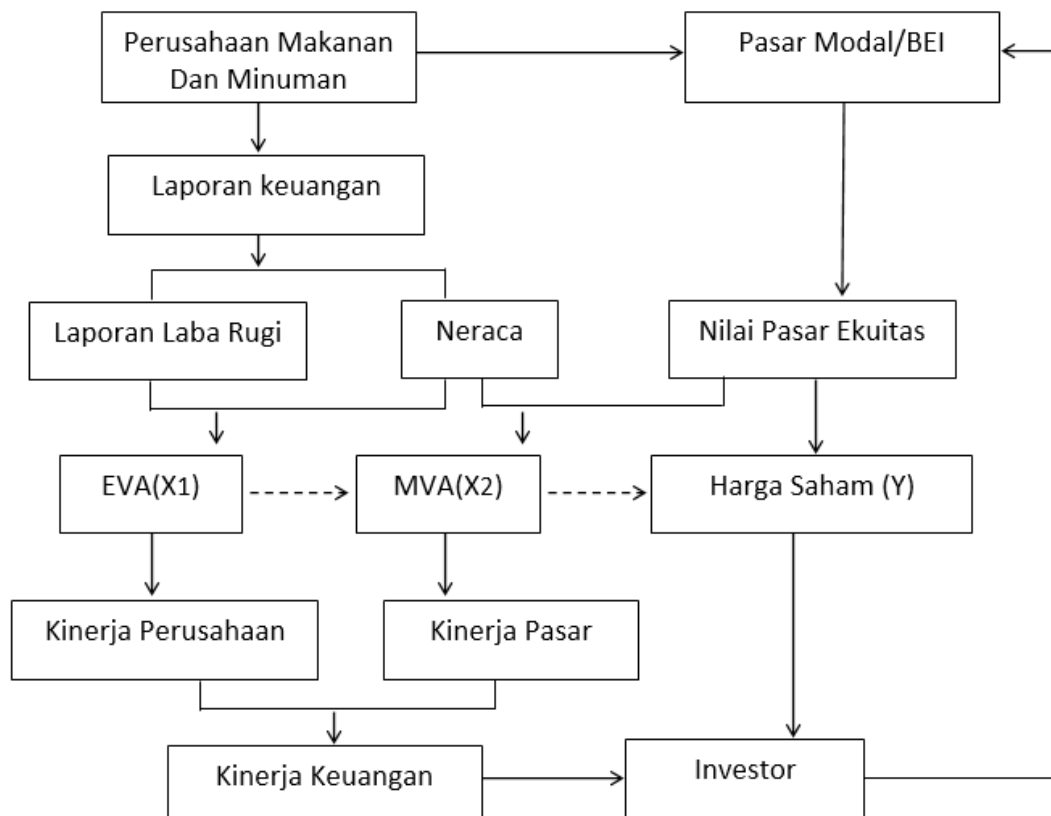 Perusahaan Makanan
Dan Minuman
Pasar Modal/BEI
Laporan keuangan
Laporan Laba Rugi
Neraca
Nilai Pasar Ekuitas
EVA(X1)
MVA(X2)
Harga Saham (Y)
Kinerja Perusahaan
Kinerja Pasar
Kinerja Keuangan
Investor